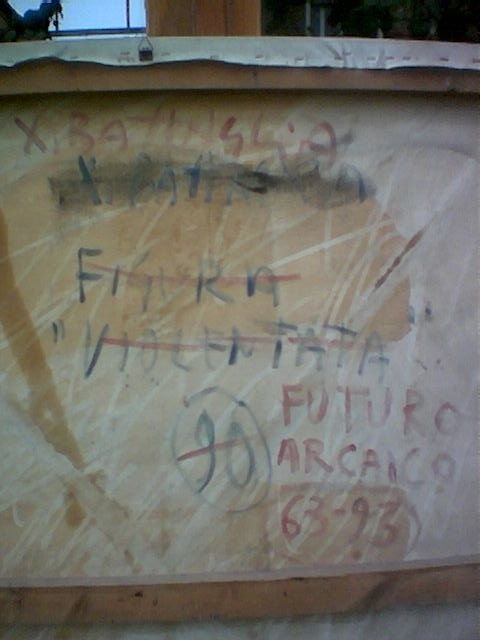 X. BATTAGLIA
FIGURA
"VIOLENTATA"
90
FUTURO
ARCAICO
63-93)